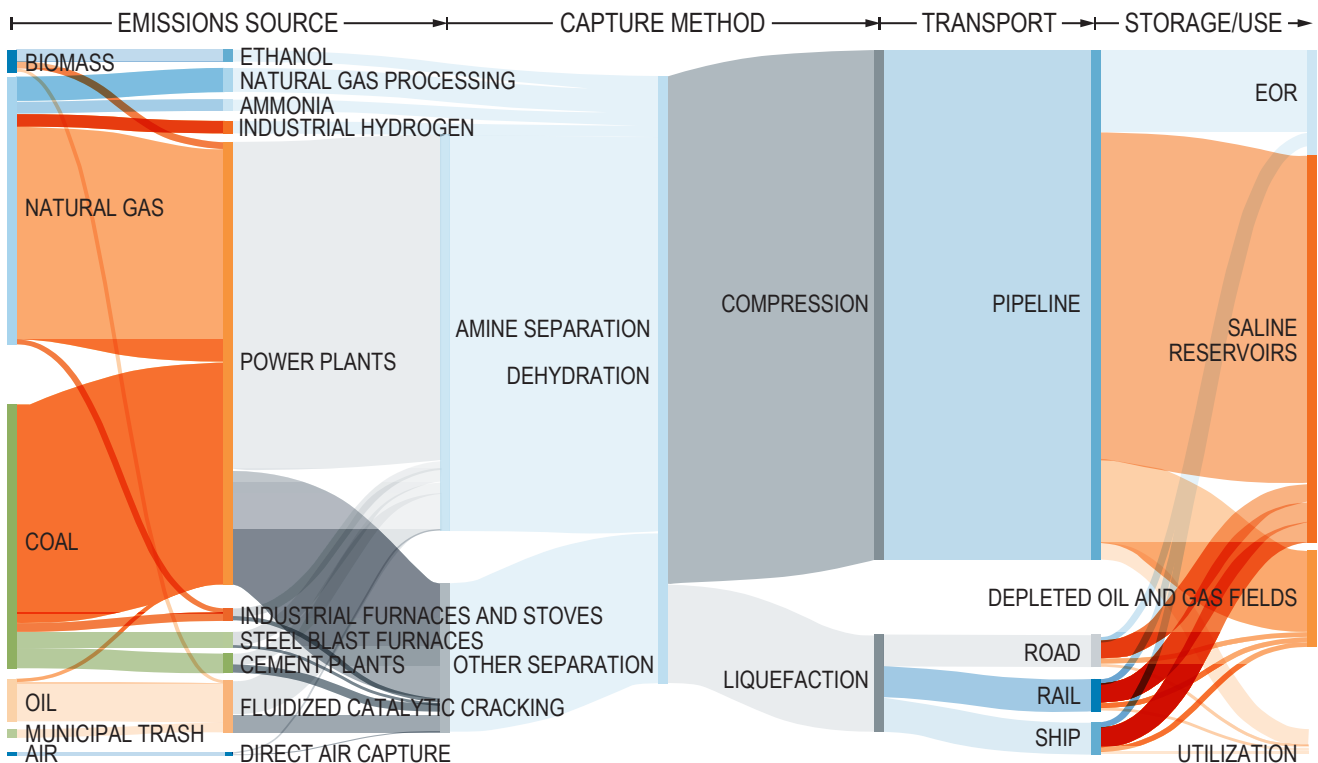 EMISSIONS SOURCE
CAPTURE METHOD
TRANSPORT
STORAGE/USE
BIOMASS
NATURAL GAS
COAL
OIL
MUNICIPAL TRASH
AIR
ETHANOL
NATURAL GAS PROCESSING
AMMONIA
INDUSTRIAL HYDROGEN
POWER PLANTS
INDUSTRIAL FURNACES AND STOVES
STEEL BLAST FURNACES
CEMENT PLANTS
FLUIDIZED CATALYTIC CRACKING
DIRECT AIR CAPTURE
AMINE SEPARATION
DEHYDRATION
OTHER SEPARATION
COMPRESSION
LIQUEFACTION
PIPELINE
ROAD
RAIL
SHIP
EOR
SALINE
RESERVOIRS
DEPLETED OIL AND GAS FIELDS
UTILIZATION